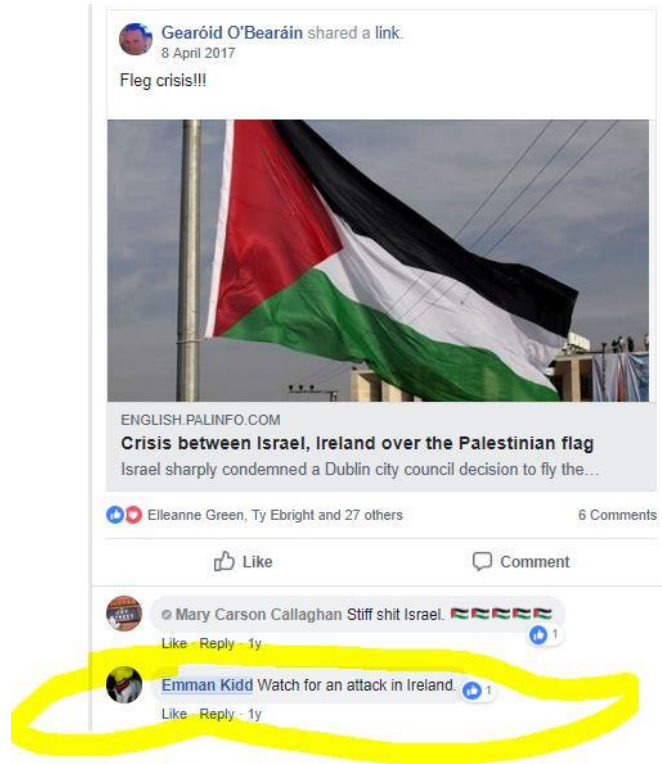 Gearóid O'Bearáin shared a link.
8 April 2017
Fleg crisis!!!
ENGLISH.PALINFO.COM
Crisis between Israel, Ireland over the Palestinian flag
Israel sharply condemned a Dublin city council decision to fly the…
Elleanne Green, Ty Ebright and 27 others 6 Comments
Like Comment
Mary Carson Callaghan Stiff shit Israel. 🇵🇸🇵🇸🇵🇸🇵🇸🇵🇸
1
Like · Reply · 1y
Emman Kidd Watch for an attack in Ireland. 1
Like · Reply · 1y